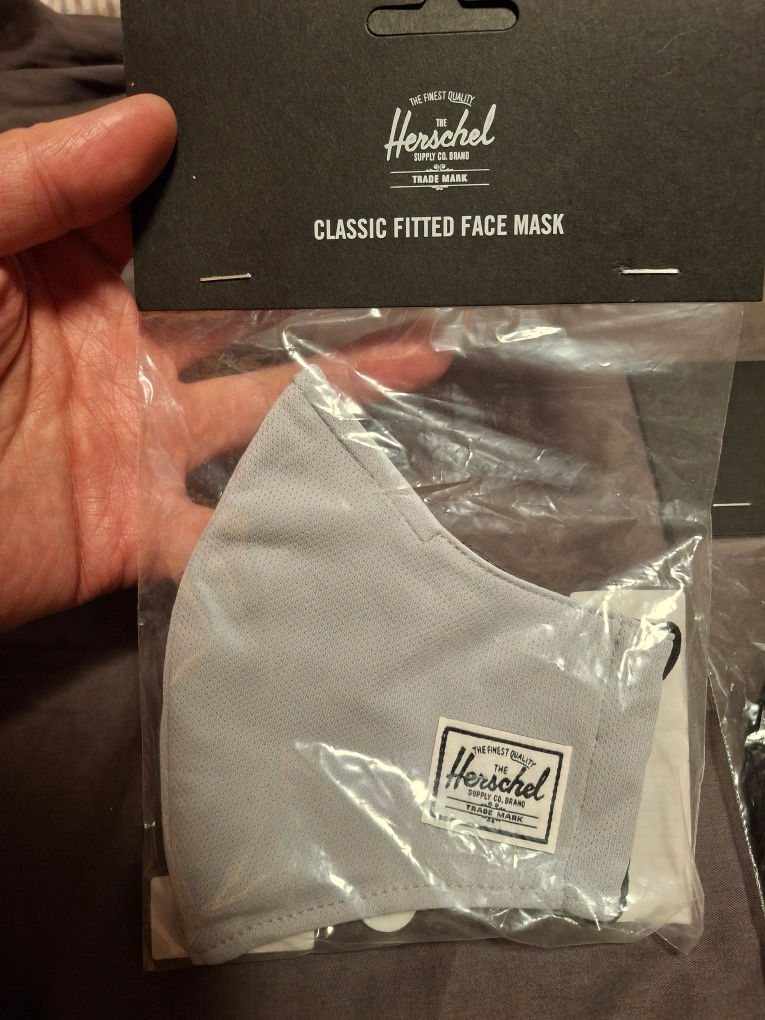 THE FINEST QUALITY
THE
Herschel
SUPPLY CO. BRAND
TRADE MARK
CLASSIC FITTED FACE MASK
THE FINEST QUALITY
THE
Herschel
SUPPLY CO. BRAND
TRADE MARK